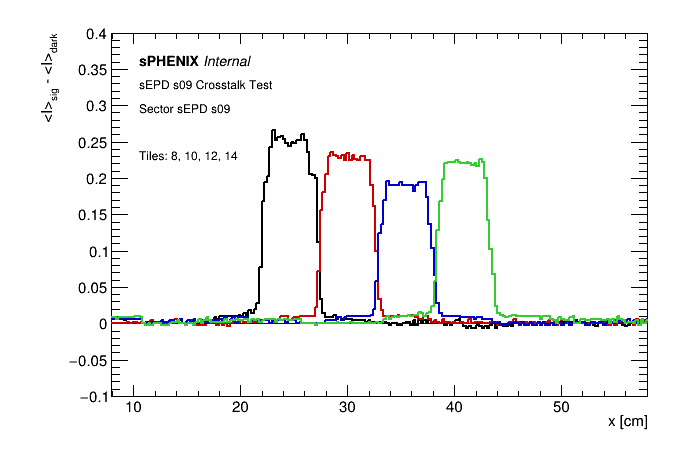 <I>sig - <I>dark
0.4
0.35
0.3
0.25
0.2
0.15
0.1
0.05
0
−0.05
−0.1
sPHENIX Internal
sEPD s09 Crosstalk Test
Sector sEPD s09
Tiles: 8, 10, 12, 14
10 20 30 40 50
x [cm]